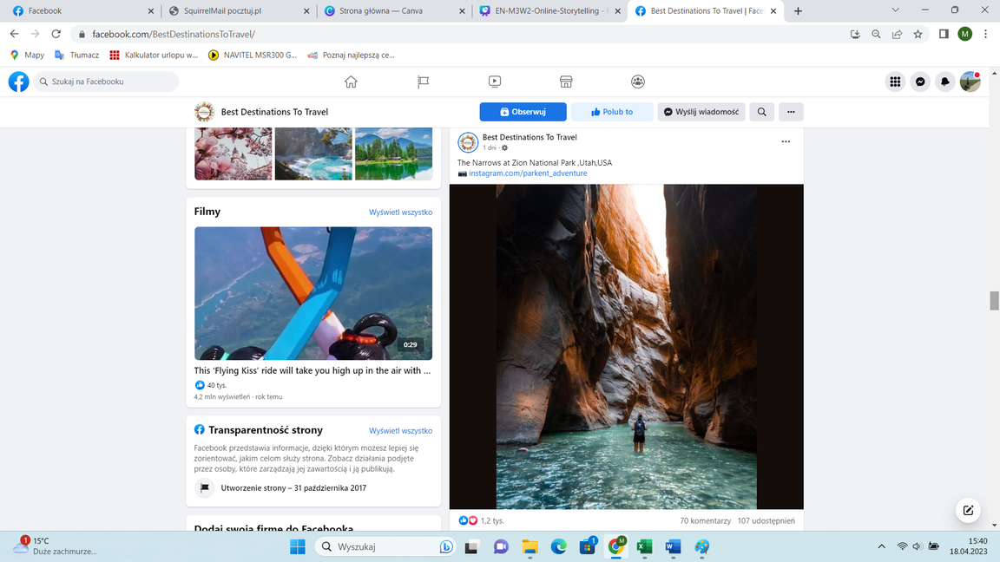 Facebook
SquirrelMail pocztuj.pl
Strona główna — Canva
EN-M3W2-Online-Storytelling -
Best Destinations To Travel | Face
facebook.com/BestDestinationsToTravel/
M
Mapy
Tłumacz
Kalkulator urlopu w...
NAVITEL MSR300 G...
Poznaj najlepszą ce...
Szukaj na Facebooku
Best Destinations To Travel
Obserwuj
Polub to
Wyślij wiadomość
Filmy
Wyświetl wszystko
0:29
This 'Flying Kiss' ride will take you high up in the air with ...
40 tys.
4,2 mln wyświetleń · rok temu
Transparentność strony
Wyświetl wszystko
Facebook przedstawia informacje, dzięki którym możesz lepiej się
zorientować, jakim celom służy strona. Zobacz działania podjęte
przez osoby, które zarządzają jej zawartością i ją publikują.
Utworzenie strony – 31 października 2017
Dodaj swoją firmę do Facebooka
Best Destinations To Travel
1 dni ·
The Narrows at Zion National Park ,Utah,USA
instagram.com/parkent_adventure
1,2 tys.
70 komentarzy
107 udostępnień
1
15°C
Duże zachmurze...
Wyszukaj
1
M
15:40
18.04.2023